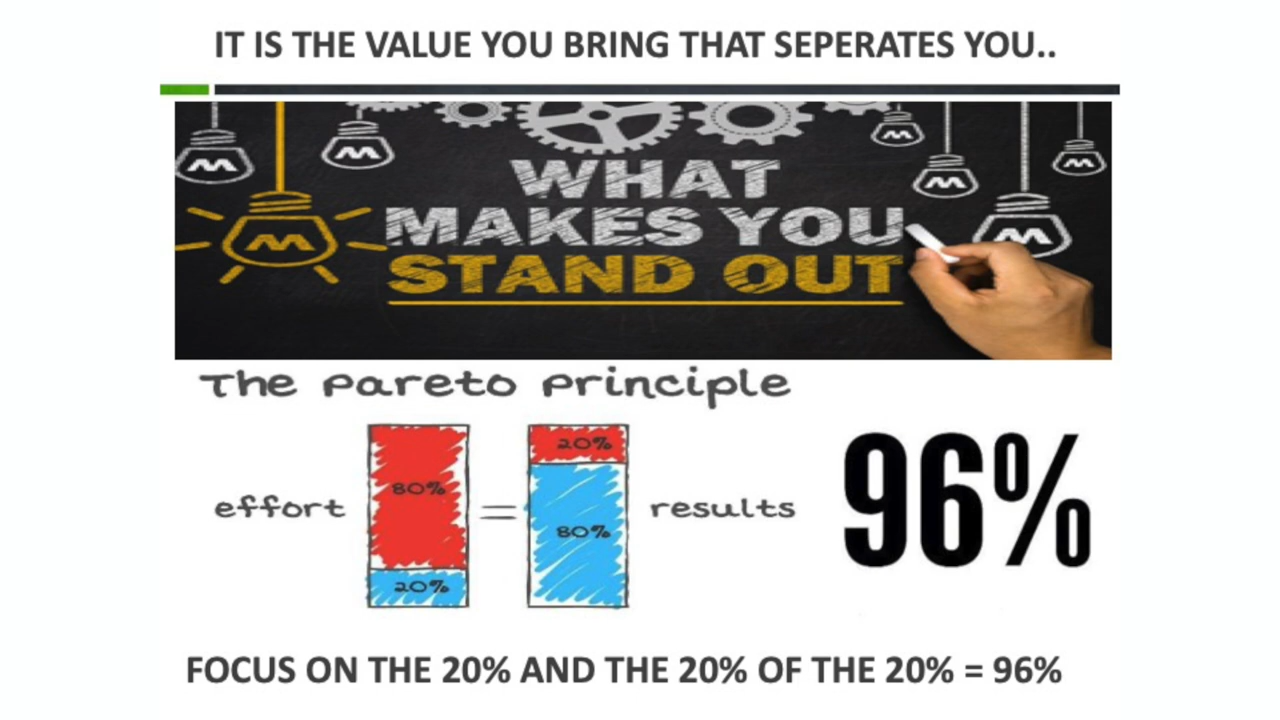 IT IS THE VALUE YOU BRING THAT SEPERATES YOU..
WHAT
MAKES YOU
STAND OUT
The Pareto Principle
effort
80%
20%
=
20%
80%
results
96%
FOCUS ON THE 20% AND THE 20% OF THE 20% = 96%